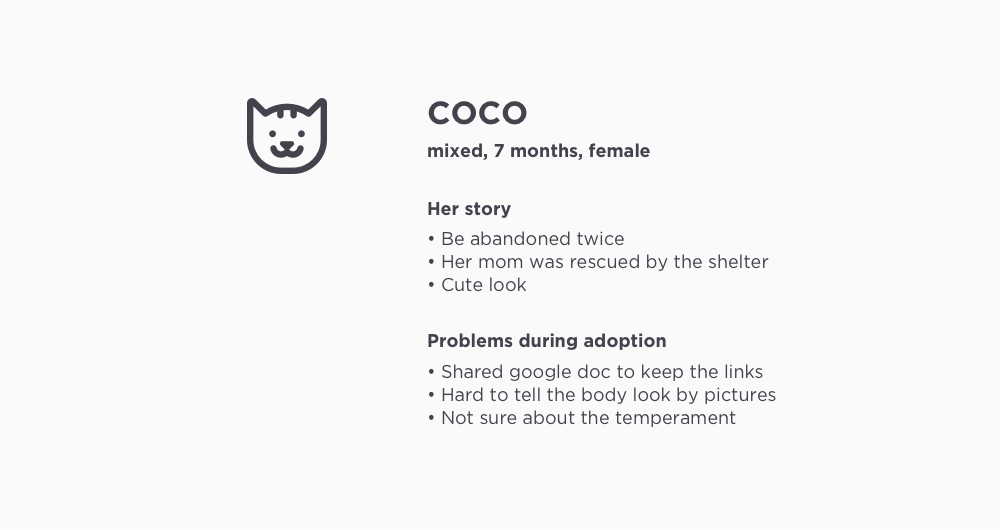 COCO
mixed, 7 months, female
Her story
• Be abandoned twice
• Her mom was rescued by the shelter
• Cute look
Problems during adoption
• Shared google doc to keep the links
• Hard to tell the body look by pictures
• Not sure about the temperament